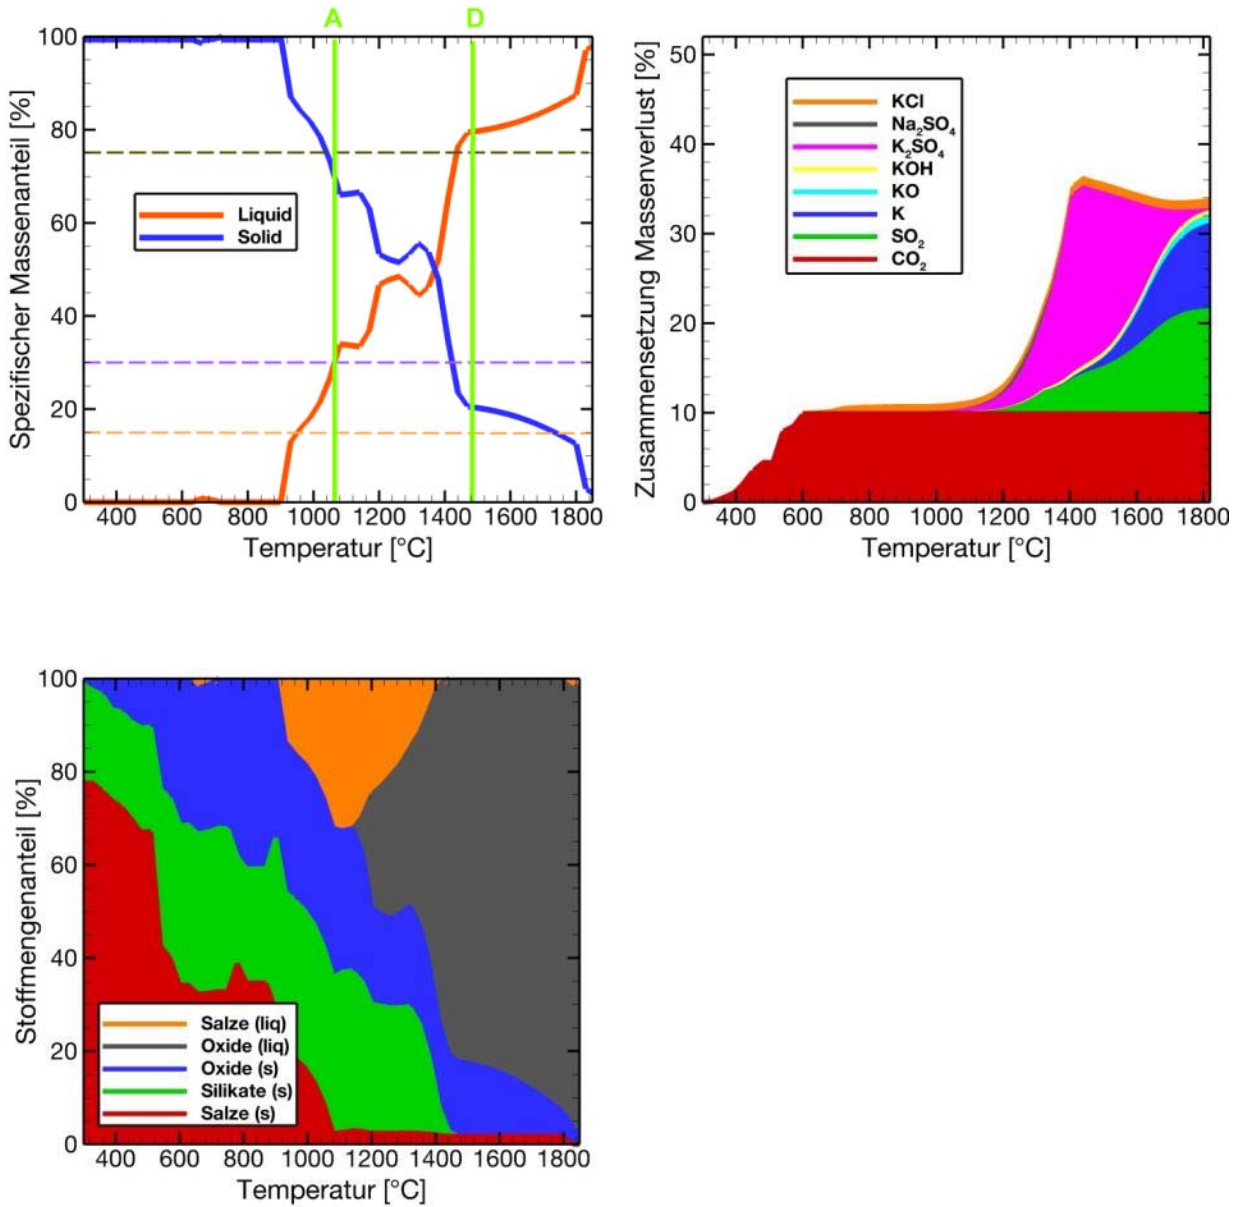 A D
Spezifischer Massenanteil [%]
100
80
60
40
20
0
Liquid
Solid
400 600 800 1000 1200 1400 1600 1800
Temperatur [°C]
Zusammensetzung Massenverlust [%]
50
40
30
20
10
0
KCl
Na₂SO₄
K₂SO₄
KOH
KO
K
SO₂
CO₂
400 600 800 1000 1200 1400 1600 1800
Temperatur [°C]
Stoffmengenanteil [%]
100
80
60
40
20
0
Salze (liq)
Oxide (liq)
Oxide (s)
Silikate (s)
Salze (s)
400 600 800 1000 1200 1400 1600 1800
Temperatur [°C]